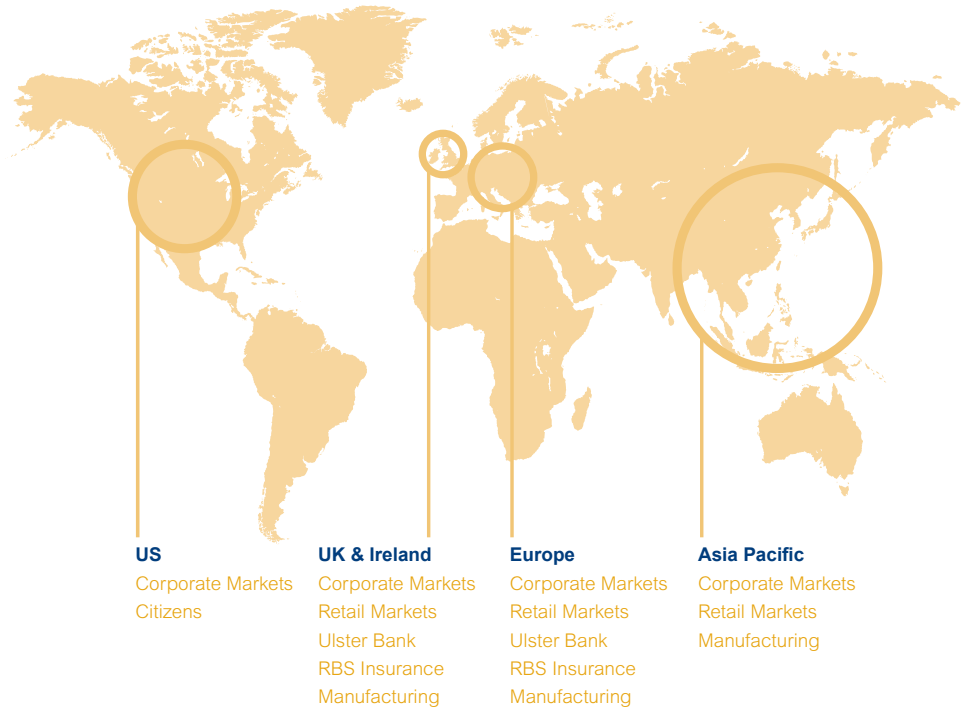 US
Corporate Markets
Citizens
UK & Ireland
Corporate Markets
Retail Markets
Ulster Bank
RBS Insurance
Manufacturing
Europe
Corporate Markets
Retail Markets
Ulster Bank
RBS Insurance
Manufacturing
Asia Pacific
Corporate Markets
Retail Markets
Manufacturing